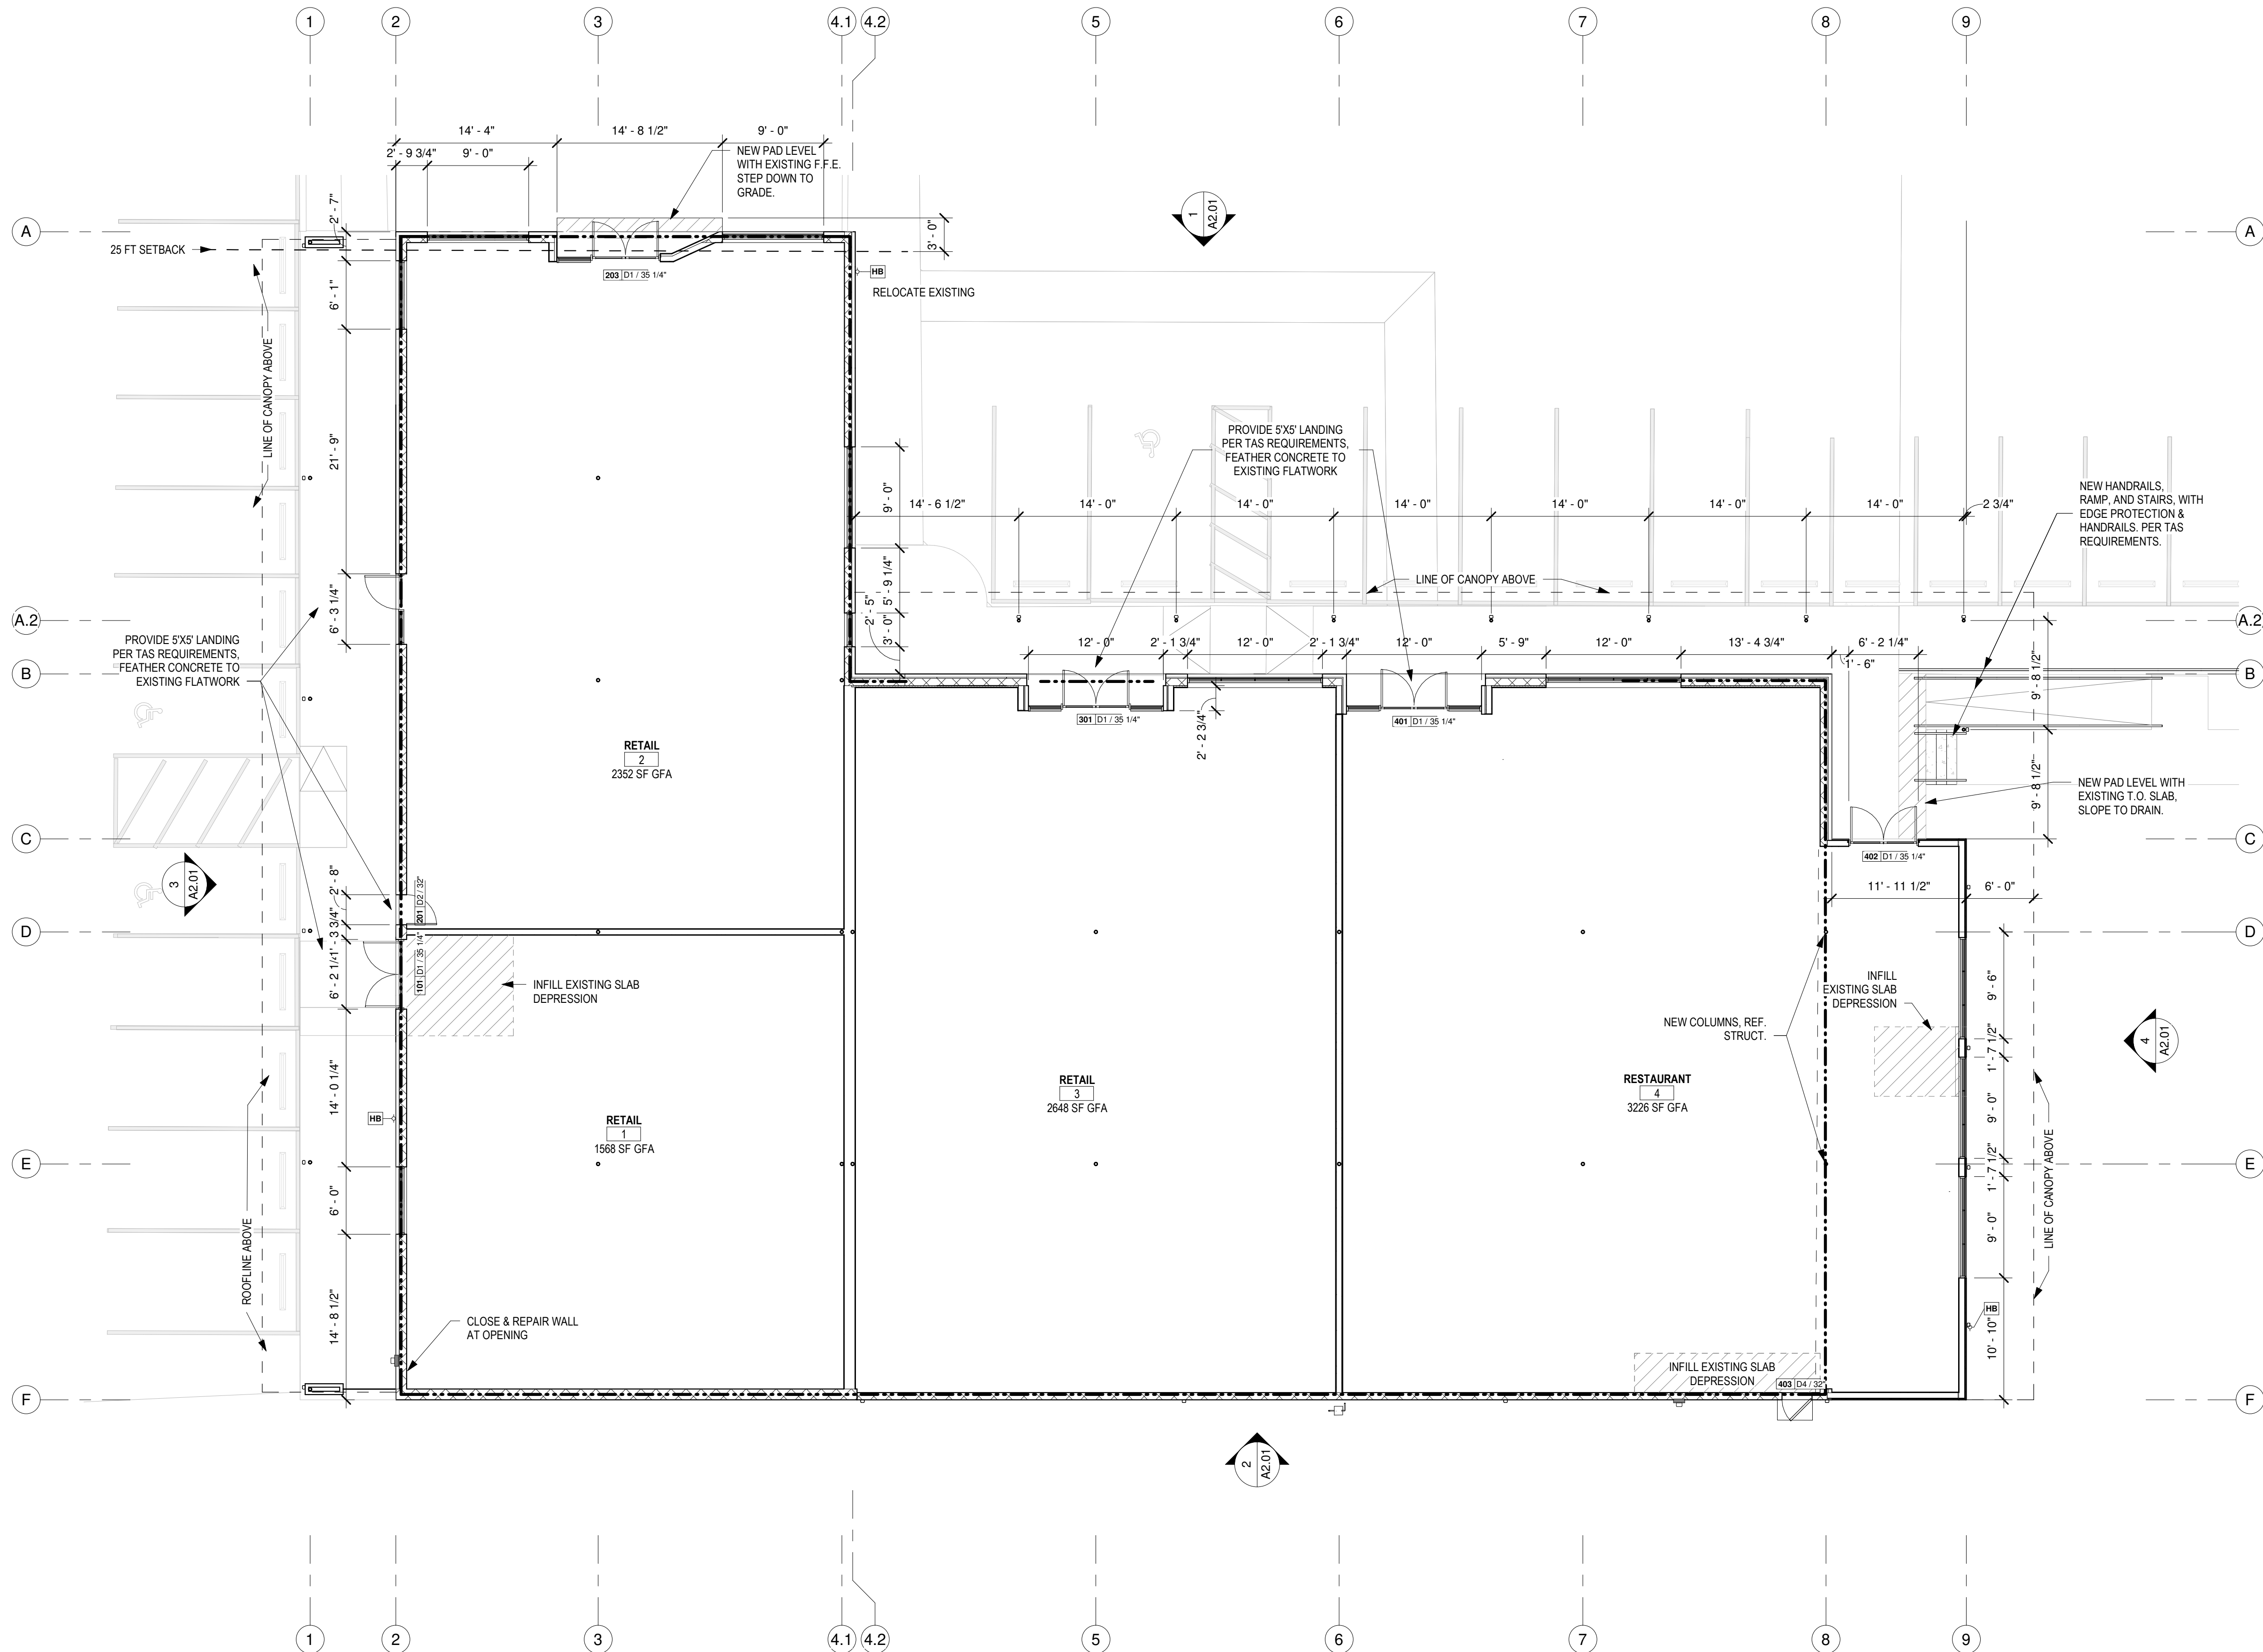 1
2
3
4.1
4.2
5
6
7
8
9
14' - 4"
14' - 8 1/2"
9' - 0"
2' - 9 3/4"
9' - 0"
NEW PAD LEVEL
WITH EXISTING F.F.E.
STEP DOWN TO
GRADE.
1
A2.01
2' - 7"
A
A
25 FT SETBACK
3' - 0"
203
D1 / 35 1/4"
HB
RELOCATE EXISTING
6' - 1"
LINE OF CANOPY ABOVE
21' - 9"
PROVIDE 5'X5' LANDING
PER TAS REQUIREMENTS,
FEATHER CONCRETE TO
EXISTING FLATWORK
9' - 0"
14' - 6 1/2"
14' - 0"
14' - 0"
14' - 0"
14' - 0"
14' - 0"
14' - 0"
2 3/4"
NEW HANDRAILS,
RAMP, AND STAIRS, WITH
EDGE PROTECTION &
HANDRAILS. PER TAS
REQUIREMENTS.
5' - 9 1/4"
LINE OF CANOPY ABOVE
6' - 3 1/4"
2' - 5"
3' - 0"
A.2
A.2
PROVIDE 5'X5' LANDING
PER TAS REQUIREMENTS,
FEATHER CONCRETE TO
EXISTING FLATWORK
12' - 0"
2' - 1 3/4"
12' - 0"
2' - 1 3/4"
12' - 0"
5' - 9"
12' - 0"
13' - 4 3/4"
6' - 2 1/4"
1' - 6"
9' - 8 1/2"
B
B
301
D1 / 35 1/4"
401
D1 / 35 1/4"
2' - 2 3/4"
RETAIL
2
2352 SF GFA
9' - 8 1/2"
NEW PAD LEVEL WITH
EXISTING T.O. SLAB,
SLOPE TO DRAIN.
C
C
402
D1 / 35 1/4"
3
A2.01
2' - 8"
201
D2 / 32"
11' - 11 1/2"
6' - 0"
1' - 3 3/4"
D
D
6' - 2 1/4"
101
D1 / 35 1/4"
INFILL EXISTING SLAB
DEPRESSION
INFILL
EXISTING SLAB
DEPRESSION
9' - 6"
NEW COLUMNS, REF.
STRUCT.
1' - 7 1/2"
4
A2.01
14' - 0 1/4"
RETAIL
3
2648 SF GFA
RESTAURANT
4
3226 SF GFA
9' - 0"
HB
RETAIL
1
1568 SF GFA
1' - 7 1/2"
E
E
6' - 0"
LINE OF CANOPY ABOVE
9' - 0"
ROOFLINE ABOVE
HB
14' - 8 1/2"
CLOSE & REPAIR WALL
AT OPENING
10' - 10"
INFILL EXISTING SLAB
DEPRESSION
403
D4 / 32"
F
F
2
A2.01
1
2
3
4.1
4.2
5
6
7
8
9